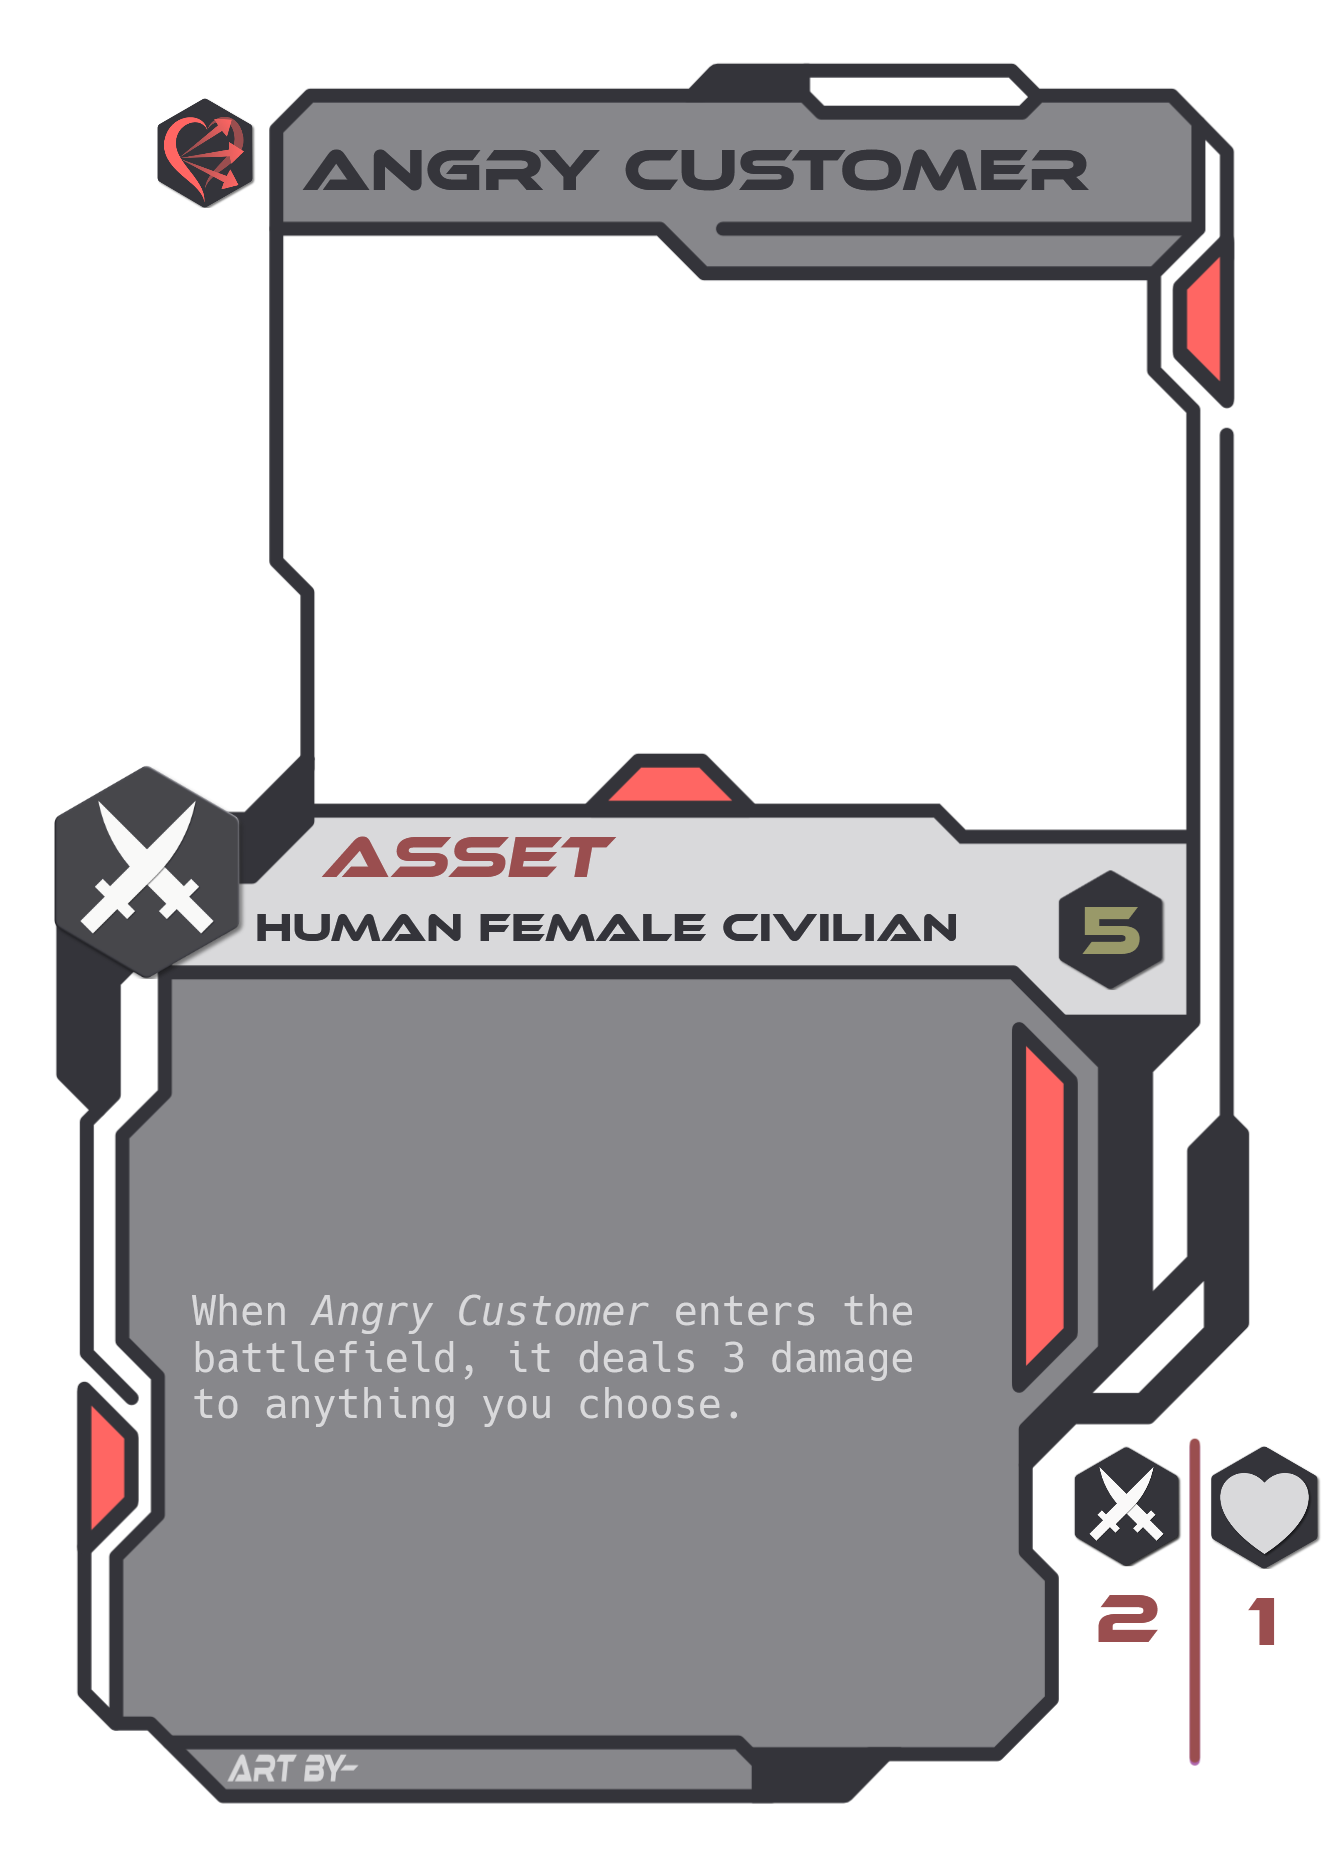 ANGRY CUSTOMER
ASSET
HUMAN FEMALE CIVILIAN
5
When Angry Customer enters the
battlefield, it deals 3 damage
to anything you choose.
2
1
ART BY-